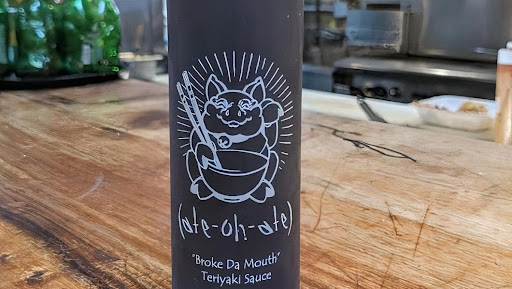 (ate-oh-ate)
"Broke Da Mouth"
Teriyaki Sauce